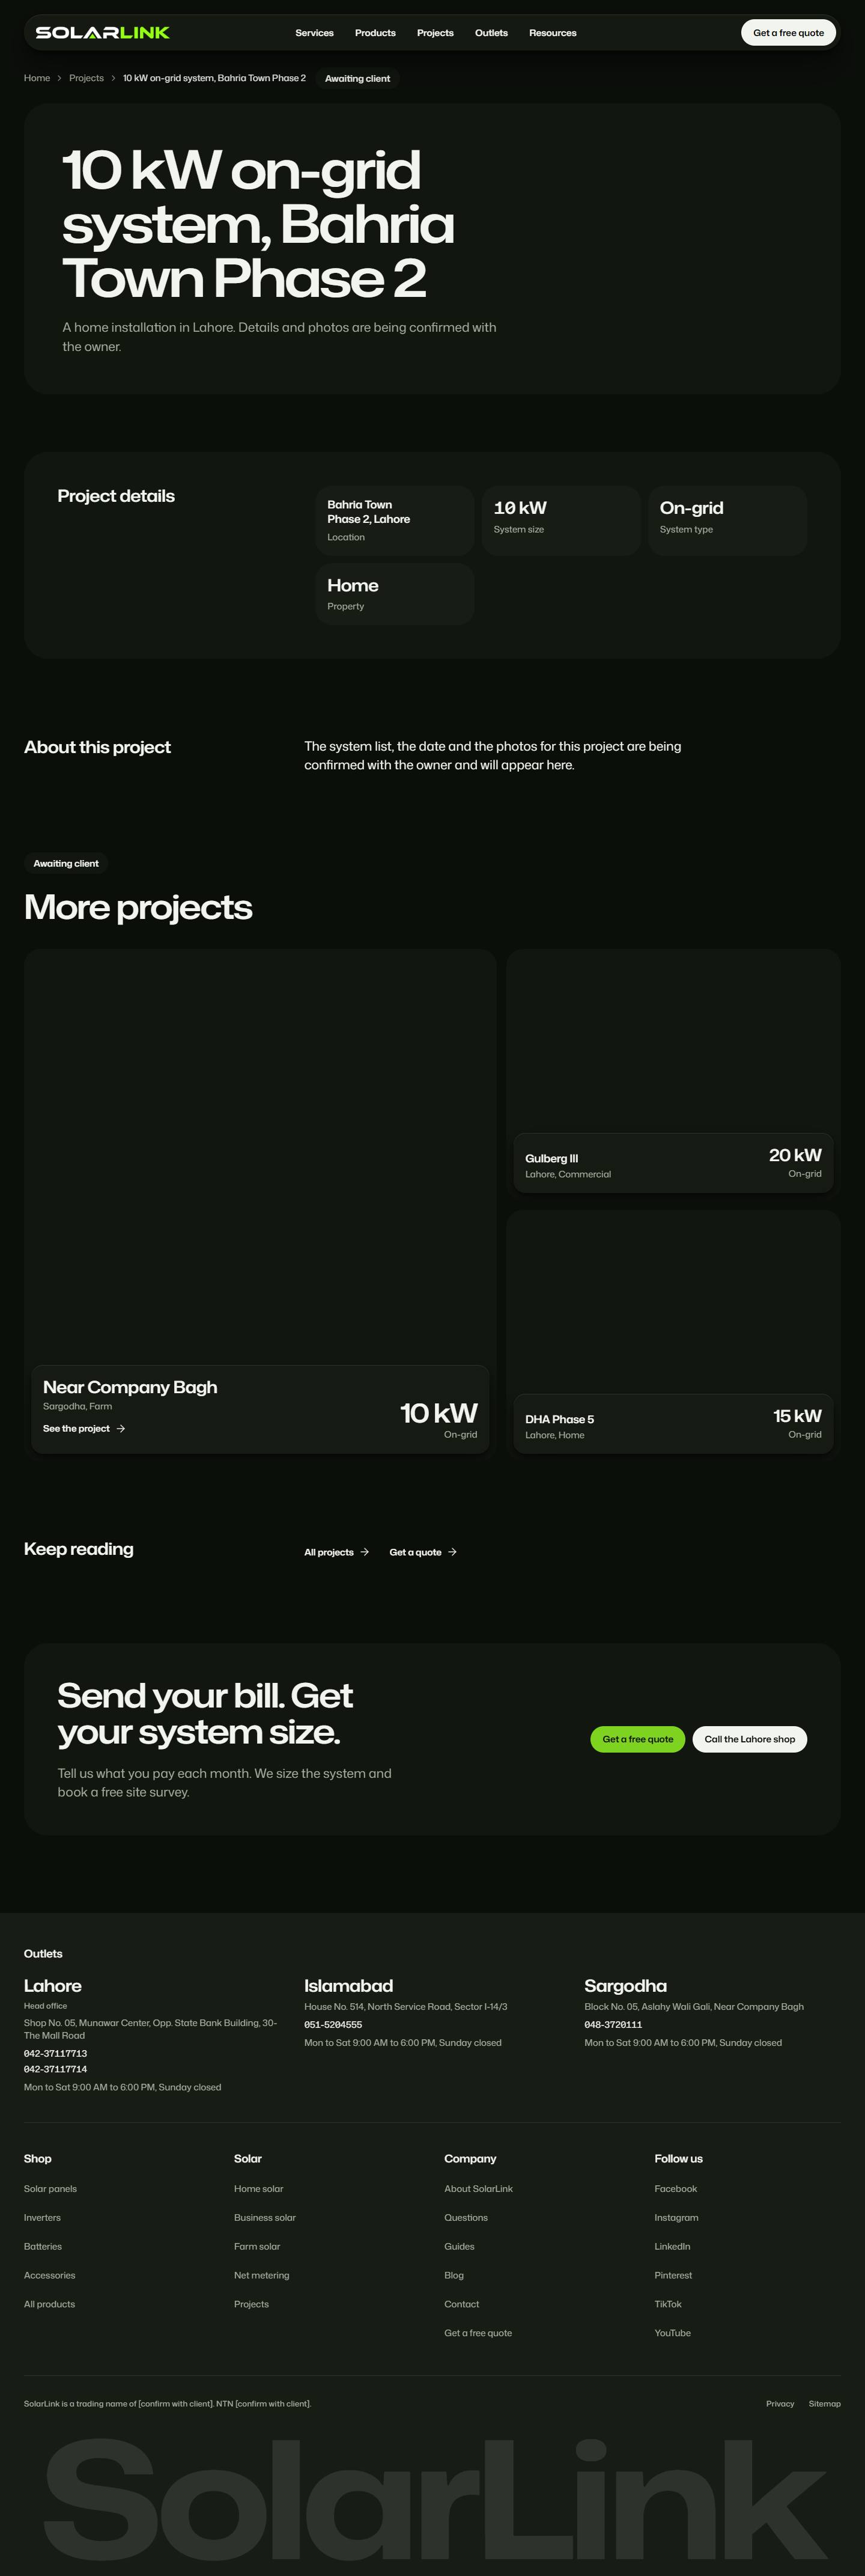 SOLARLINK
Services
Products
Projects
Outlets
Resources
Get a free quote
Home
Projects
10 kW on-grid system, Bahria Town Phase 2
Awaiting client
10 kW on-grid
system, Bahria
Town Phase 2
A home installation in Lahore. Details and photos are being confirmed with
the owner.
Project details
Bahria Town
Phase 2, Lahore
Location
10 kW
System size
On-grid
System type
Home
Property
About this project
The system list, the date and the photos for this project are being
confirmed with the owner and will appear here.
Awaiting client
More projects
Near Company Bagh
Sargodha, Farm
See the project
10 kW
On-grid
Gulberg III
Lahore, Commercial
20 kW
On-grid
DHA Phase 5
Lahore, Home
15 kW
On-grid
Keep reading
All projects
Get a quote
Send your bill. Get
your system size.
Tell us what you pay each month. We size the system and
book a free site survey.
Get a free quote
Call the Lahore shop
Outlets
Lahore
Head office
Shop No. 05, Munawar Center, Opp. State Bank Building, 30-
The Mall Road
042-37117713
042-37117714
Mon to Sat 9:00 AM to 6:00 PM, Sunday closed
Islamabad
House No. 514, North Service Road, Sector I-14/3
051-5204555
Mon to Sat 9:00 AM to 6:00 PM, Sunday closed
Sargodha
Block No. 05, Aslahy Wali Gali, Near Company Bagh
048-3720111
Mon to Sat 9:00 AM to 6:00 PM, Sunday closed
Shop
Solar panels
Inverters
Batteries
Accessories
All products
Solar
Home solar
Business solar
Farm solar
Net metering
Projects
Company
About SolarLink
Questions
Guides
Blog
Contact
Get a free quote
Follow us
Facebook
Instagram
LinkedIn
Pinterest
TikTok
YouTube
SolarLink is a trading name of [confirm with client]. NTN [confirm with client].
Privacy
Sitemap
SolarLink